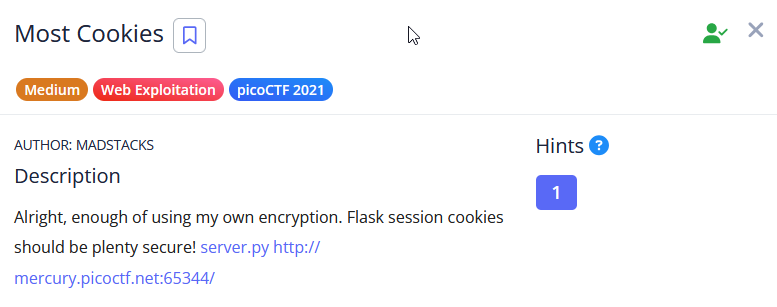 Most Cookies
Medium Web Exploitation picoCTF 2021
AUTHOR: MADSTACKS
Hints ?
Description
1
Alright, enough of using my own encryption. Flask session cookies
should be plenty secure! server.py http://
mercury.picoctf.net:65344/